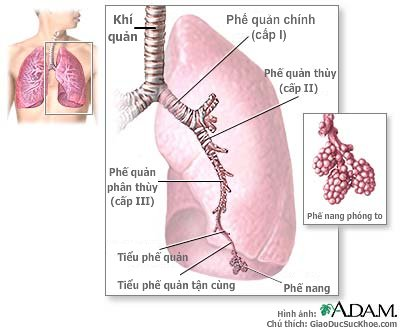 Khí
quản
Phế quản chính
(cấp I)
Phế quản thùy
(cấp II)
Phế quản
phân thùy
(cấp III)
Tiểu phế quản
Tiểu phế quản tận cùng
Phế nang
Phế nang phóng to
Hình ảnh: ADAM.
Chú thích: GiaoDucSucKhoe.com